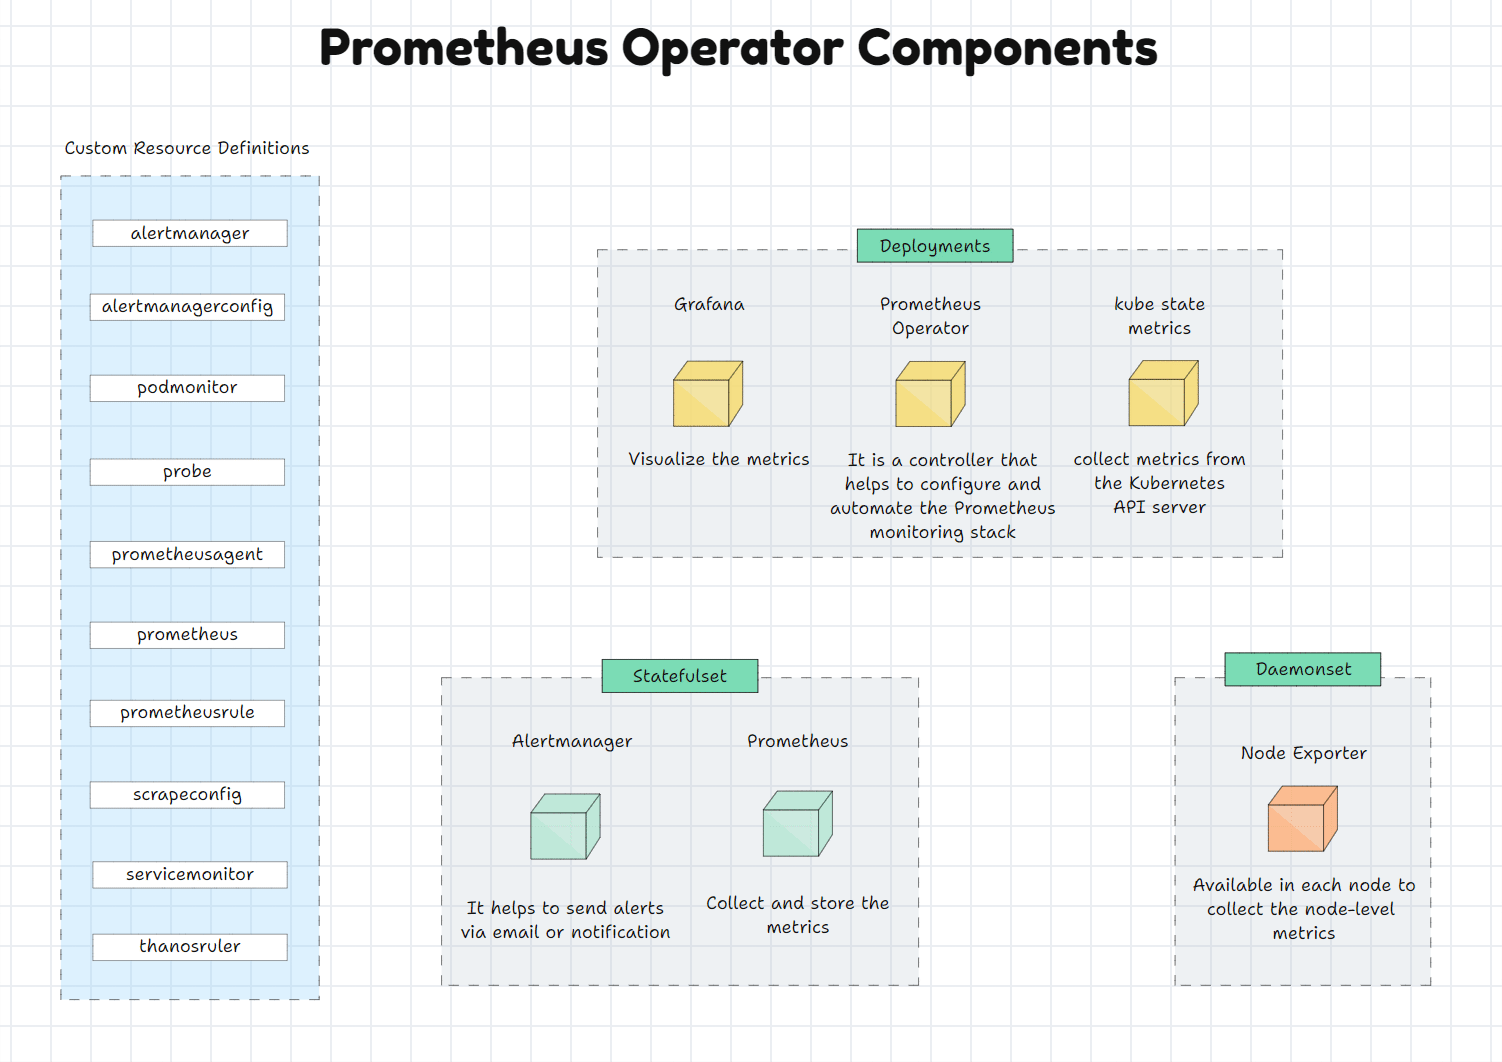 Prometheus Operator Components
Custom Resource Definitions
alertmanager
alertmanagerconfig
podmonitor
probe
prometheusagent
prometheus
prometheusrule
scrapeconfig
servicemonitor
thanosruler
Deployments
Grafana
Visualize the metrics
Prometheus
Operator
It is a controller that
helps to configure and
automate the Prometheus
monitoring stack
kube state
metrics
collect metrics from
the Kubernetes
API server
Statefulset
Alertmanager
It helps to send alerts
via email or notification
Prometheus
Collect and store the
metrics
Daemonset
Node Exporter
Available in each node to
collect the node-level
metrics